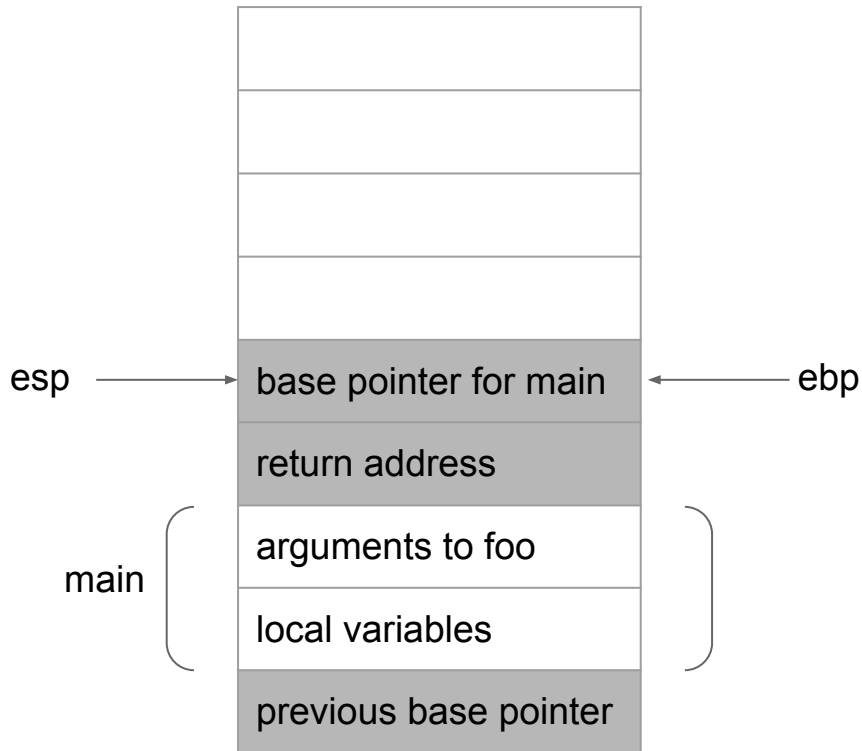 esp
base pointer for main
ebp
return address
arguments to foo
main
local variables
previous base pointer